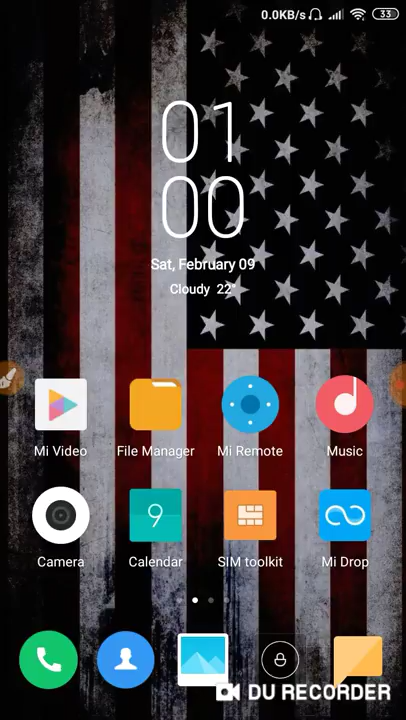 0.0KB/s 33
01
00
Sat, February 09
Cloudy 22°
Mi Video File Manager Mi Remote Music
9
Camera Calendar SIM toolkit Mi Drop
DU RECORDER